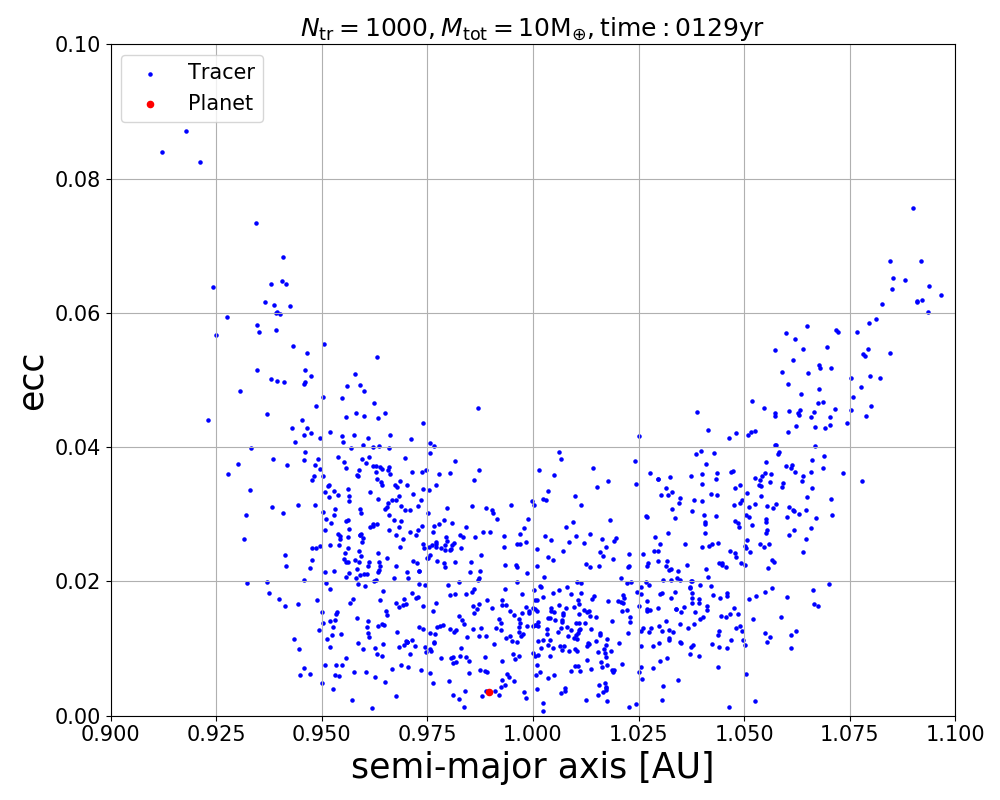 N_tr = 1000, M_tot = 10M_⊕, time : 0129yr
Tracer
Planet
0.10
0.08
0.06
0.04
0.02
0.00
ecc
0.900 0.925 0.950 0.975 1.000 1.025 1.050 1.075 1.100
semi-major axis [AU]